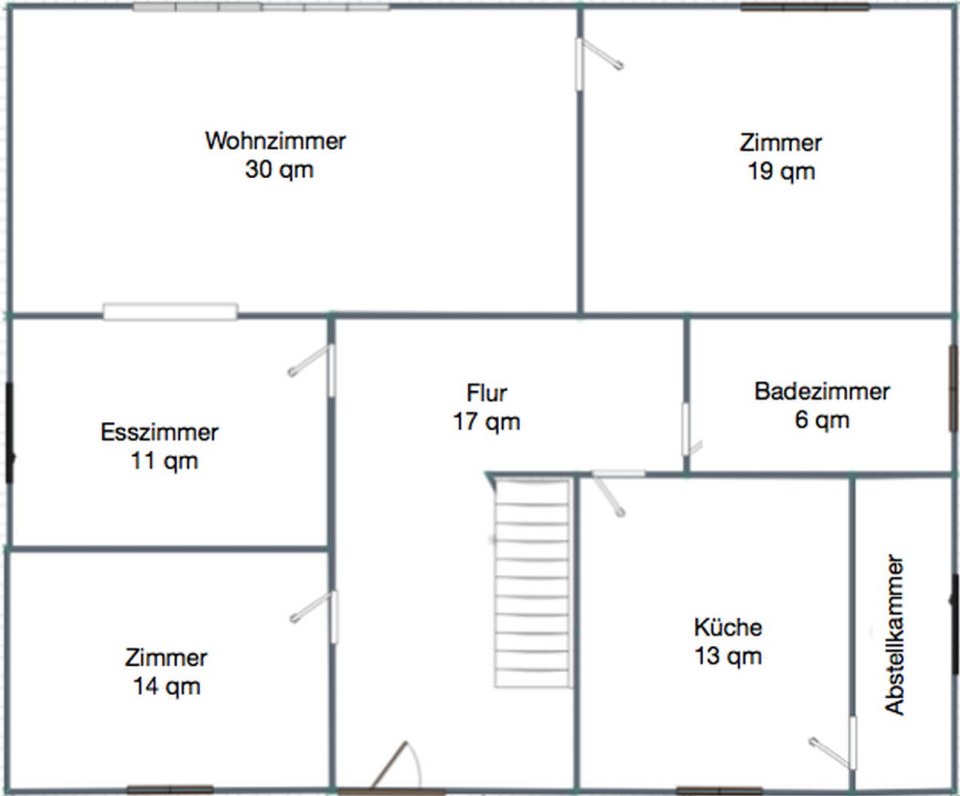 Wohnzimmer
30 qm
Zimmer
19 qm
Flur
17 qm
Badezimmer
6 qm
Esszimmer
11 qm
Zimmer
14 qm
Küche
13 qm
Abstellkammer